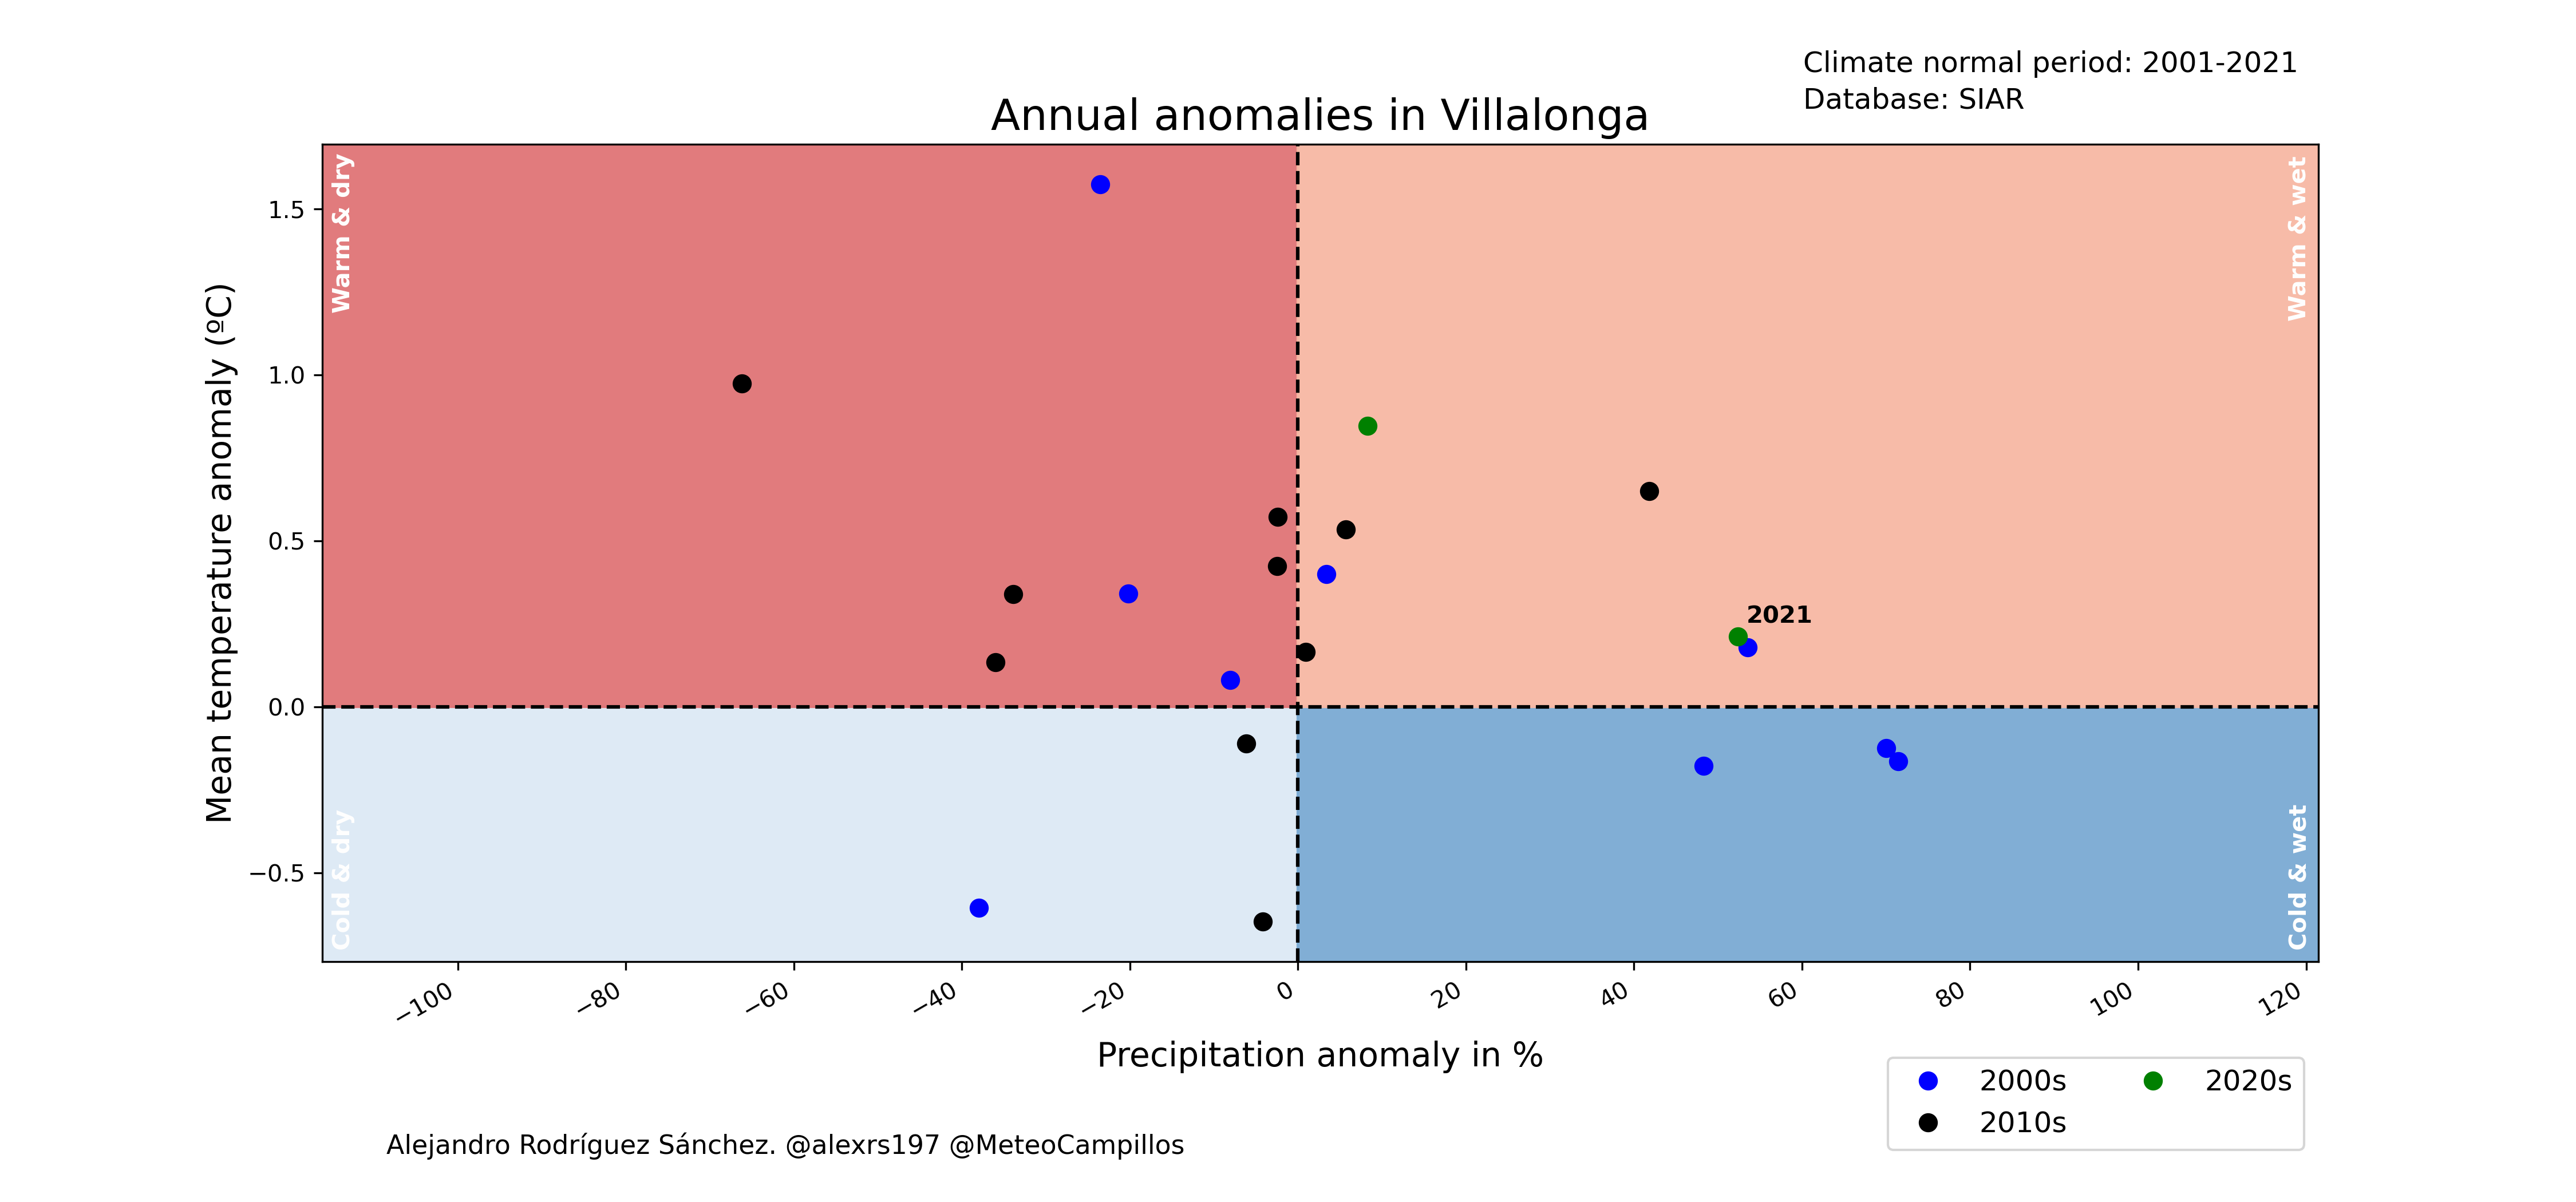 Climate normal period: 2001-2021
Database: SIAR
Annual anomalies in Villalonga
Warm & dry
Warm & wet
Cold & dry
Cold & wet
2021
Mean temperature anomaly (ºC)
1.5
1.0
0.5
0.0
−0.5
−100
−80
−60
−40
−20
0
20
40
60
80
100
120
Precipitation anomaly in %
2000s
2010s
2020s
Alejandro Rodríguez Sánchez. @alexrs197 @MeteoCampillos